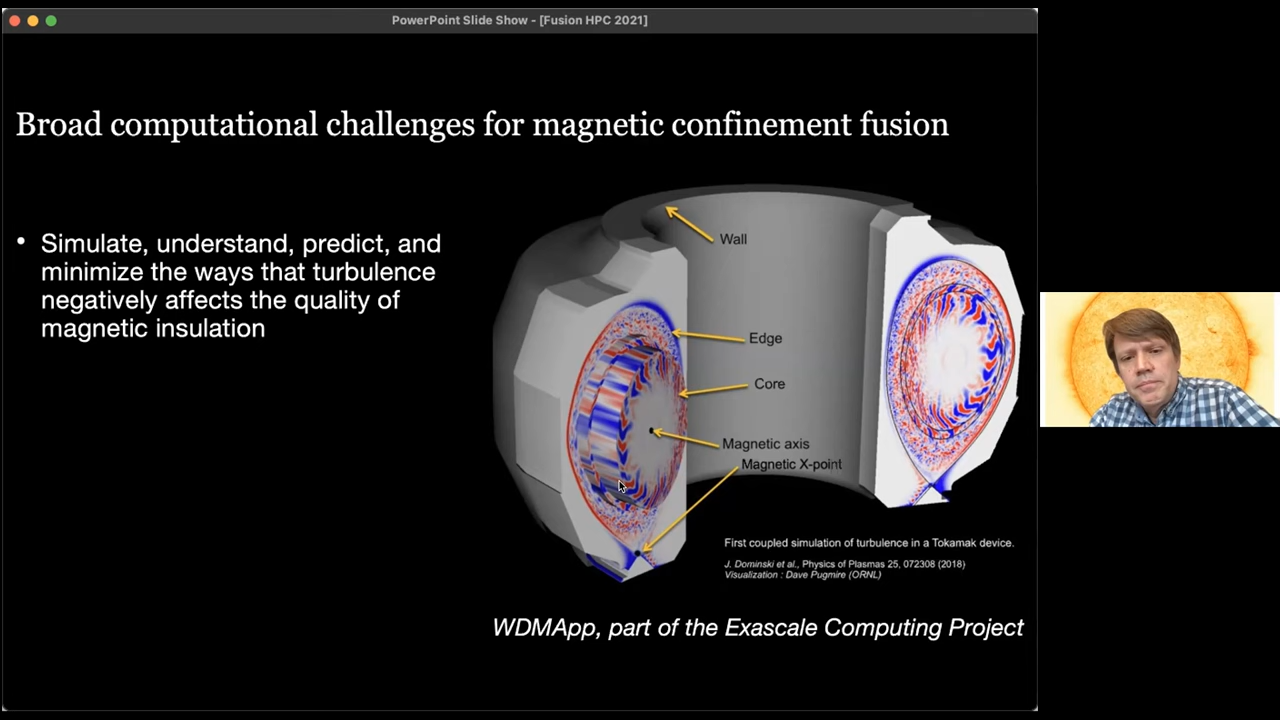 PowerPoint Slide Show - [Fusion HPC 2021]
Broad computational challenges for magnetic confinement fusion
• Simulate, understand, predict, and
minimize the ways that turbulence
negatively affects the quality of
magnetic insulation
Wall
Edge
Core
Magnetic axis
Magnetic X-point
First coupled simulation of turbulence in a Tokamak device.
J. Dominski et al., Physics of Plasmas 25, 072308 (2018)
Visualization : Dave Pugmire (ORNL)
WDMApp, part of the Exascale Computing Project